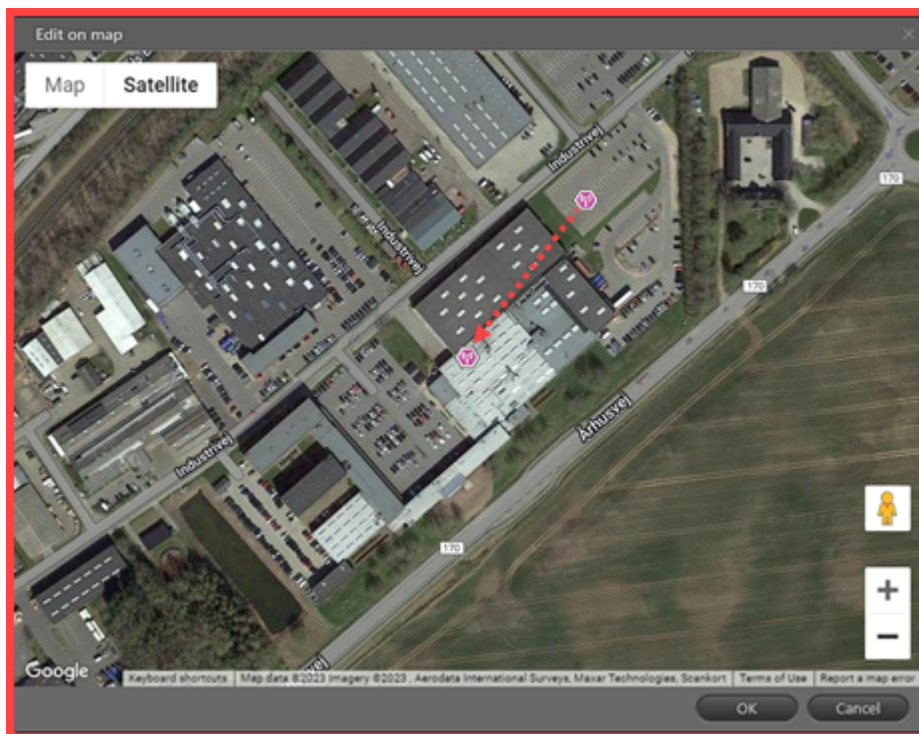 Edit on map
Map Satellite
Industrivej
170
Industrivej
170
Århusvej
Industrivej
170
Google
Keyboard shortcuts
Map data ©2023 Imagery ©2023 , Aerodata International Surveys, Maxar Technologies, Scankort
Terms of Use
Report a map error
OK Cancel